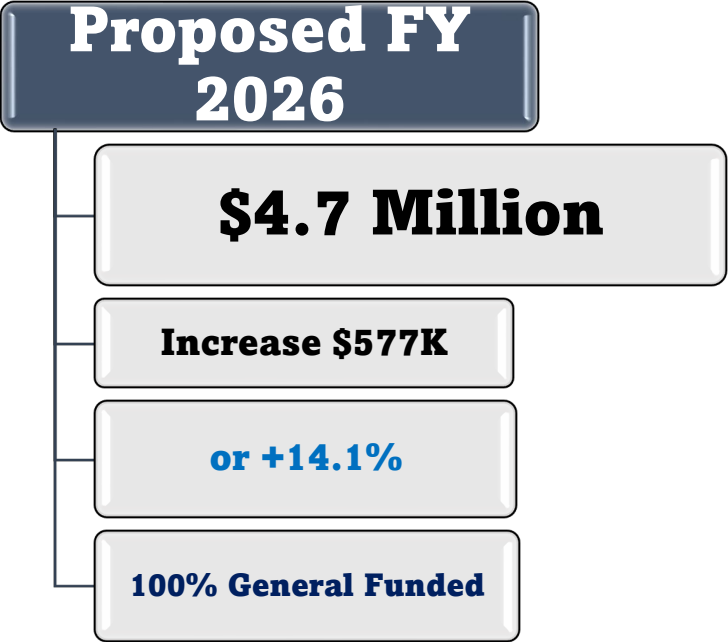 Proposed FY
2026
$4.7 Million
Increase $577K
or +14.1%
100% General Funded